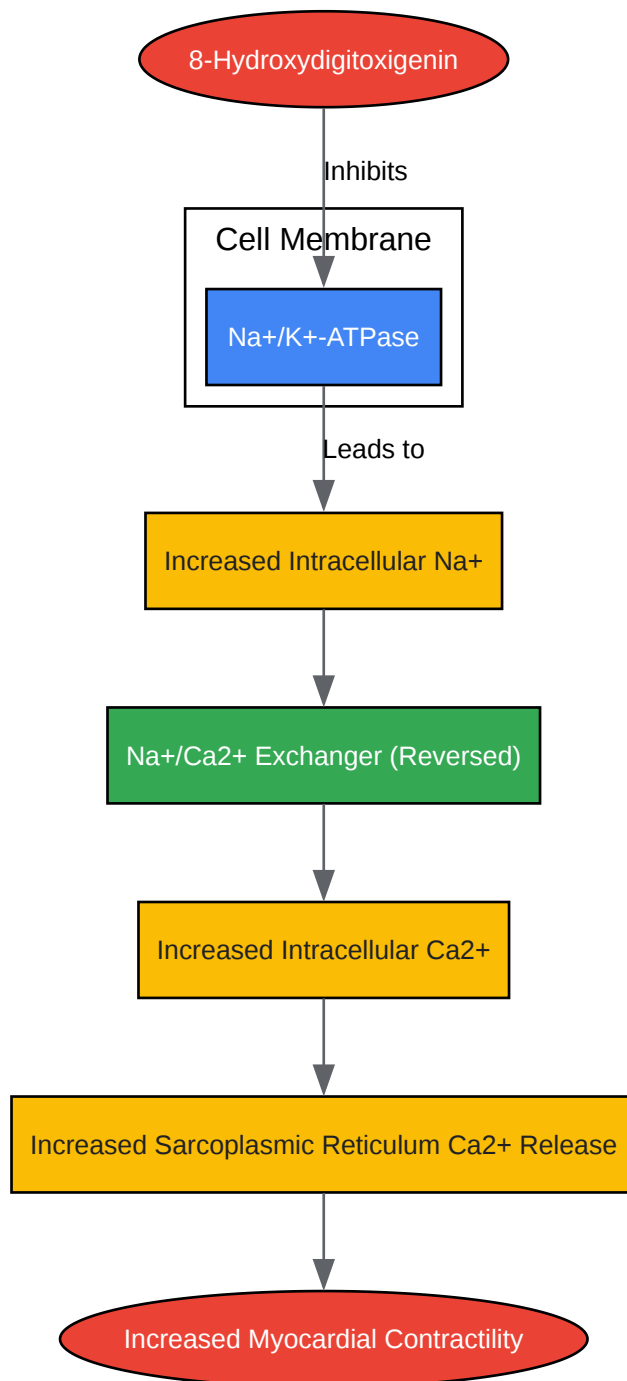 8-Hydroxydigitoxigenin
Inhibits
Cell Membrane
Na+/K+-ATPase
Leads to
Increased Intracellular Na+
Na+/Ca2+ Exchanger (Reversed)
Increased Intracellular Ca2+
Increased Sarcoplasmic Reticulum Ca2+ Release
Increased Myocardial Contractility